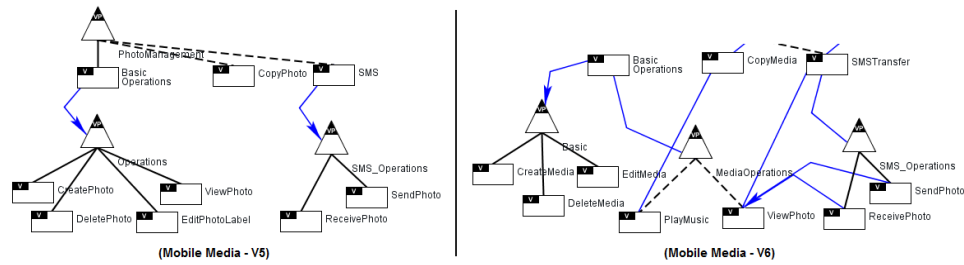 VP
PhotoManagement
V
Basic
Operations
V
CopyPhoto
V
SMS
VP
Operations
VP
SMS_Operations
V
CreatePhoto
V
ViewPhoto
V
DeletePhoto
V
EditPhotoLabel
V
SendPhoto
V
ReceivePhoto
(Mobile Media - V5)
V
Basic
Operations
V
CopyMedia
V
SMSTransfer
VP
Basic
VP
MediaOperations
VP
SMS_Operations
V
CreateMedia
V
EditMedia
V
DeleteMedia
V
SendPhoto
V
PlayMusic
V
ViewPhoto
V
ReceivePhoto
(Mobile Media - V6)